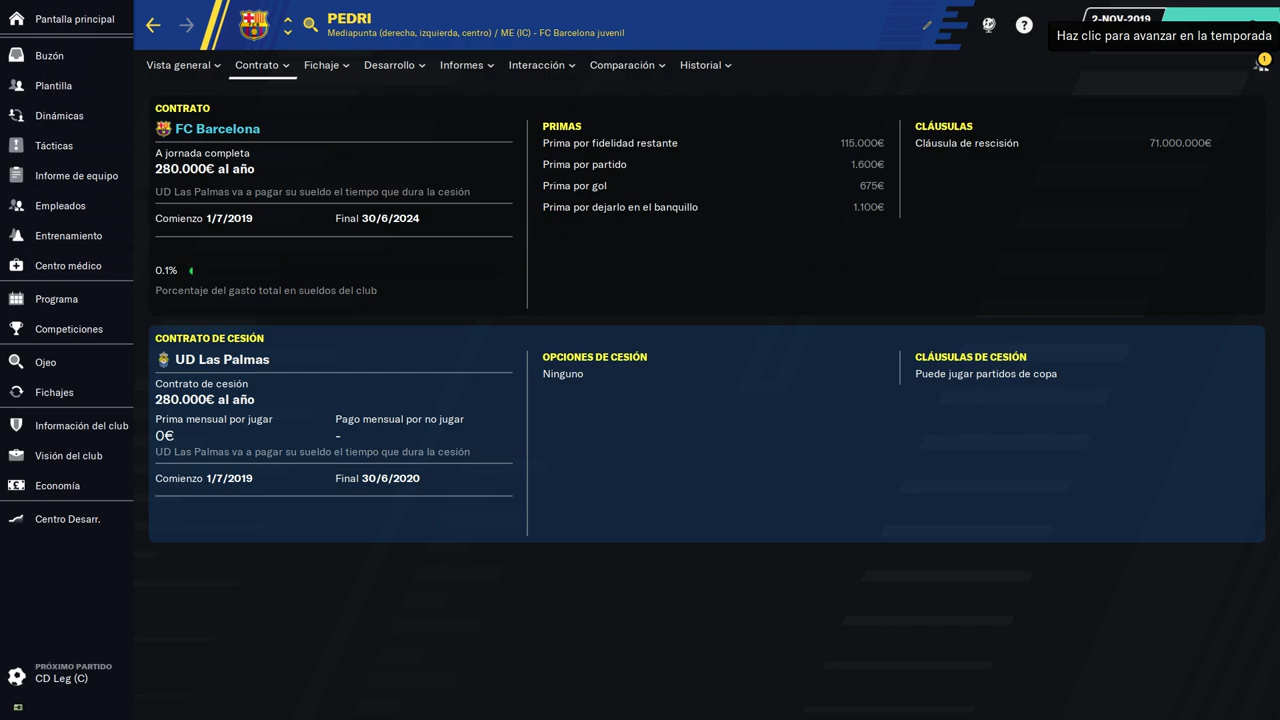 Pantalla principal
PEDRI
Mediapunta (derecha, izquierda, centro) / ME (IC) - FC Barcelona juvenil
2-NOV-2019
Haz clic para avanzar en la temporada
Vista general
Contrato
Fichaje
Desarrollo
Informes
Interacción
Comparación
Historial
1
Buzón
Plantilla
Dinámicas
Tácticas
Informe de equipo
Empleados
Entrenamiento
Centro médico
Programa
Competiciones
Ojeo
Fichajes
Información del club
Visión del club
Economía
Centro Desarr.
PRÓXIMO PARTIDO
CD Leg (C)
CONTRATO
FC Barcelona
A jornada completa
280.000€ al año
UD Las Palmas va a pagar su sueldo el tiempo que dura la cesión
Comienzo 1/7/2019 Final 30/6/2024
0.1%
Porcentaje del gasto total en sueldos del club
PRIMAS
Prima por fidelidad restante 115.000€
Prima por partido 1.600€
Prima por gol 675€
Prima por dejarlo en el banquillo 1.100€
CLÁUSULAS
Cláusula de rescisión 71.000.000€
CONTRATO DE CESIÓN
UD Las Palmas
Contrato de cesión
280.000€ al año
Prima mensual por jugar Pago mensual por no jugar
0€ -
UD Las Palmas va a pagar su sueldo el tiempo que dura la cesión
Comienzo 1/7/2019 Final 30/6/2020
OPCIONES DE CESIÓN
Ninguno
CLÁUSULAS DE CESIÓN
Puede jugar partidos de copa